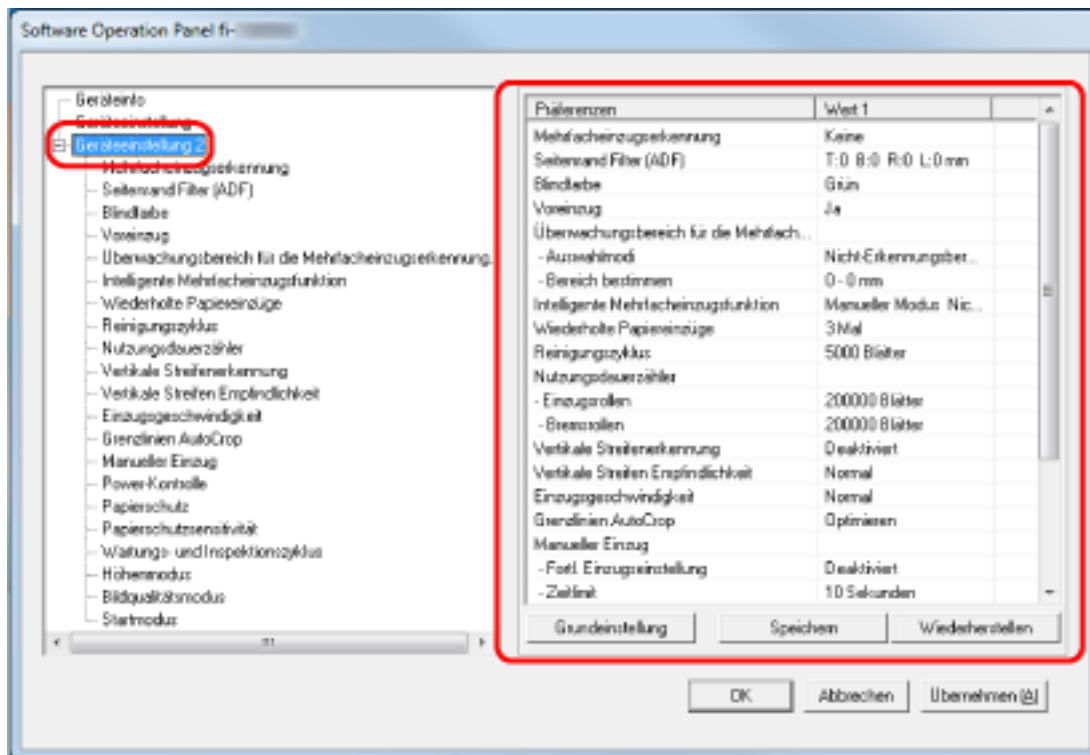 Software Operation Panel fi-
Geräteinfo
Geräteeinstellung
Geräteeinstellung 2
Mehrfacheinzugserkennung
Seitenrand Filter (ADF)
Blindfarbe
Voreinzug
Überwachungsbereich für die Mehrfacheinzugserkennung.
Intelligente Mehrfacheinzugsfunktion
Wiederholte Papiereinzüge
Reinigungszyklus
Nutzungsdauerzähler
Vertikale Streifenerkennung
Vertikale Streifen Empfindlichkeit
Einzugsgeschwindigkeit
Grenzlinien AutoCrop
Manueller Einzug
Power-Kontrolle
Papierschutz
Papierschutzsensitivität
Wartungs- und Inspektionszyklus
Höhenmodus
Bildqualitätsmodus
Startmodus
Präferenzen Wert 1
Mehrfacheinzugserkennung Keine
Seitenrand Filter (ADF) T:0 B:0 R:0 L:0 mm
Blindfarbe Grün
Voreinzug Ja
Überwachungsbereich für die Mehrfach...
- Auswahlmodi Nicht-Erkennungsber...
- Bereich bestimmen 0 - 0 mm
Intelligente Mehrfacheinzugsfunktion Manueller Modus Nic...
Wiederholte Papiereinzüge 3 Mal
Reinigungszyklus 5000 Blätter
Nutzungsdauerzähler
- Einzugsrollen 200000 Blätter
- Bremsrollen 200000 Blätter
Vertikale Streifenerkennung Deaktiviert
Vertikale Streifen Empfindlichkeit Normal
Einzugsgeschwindigkeit Normal
Grenzlinien AutoCrop Optimieren
Manueller Einzug
- Fortl. Einzugseinstellung Deaktiviert
- Zeitlimit 10 Sekunden
Grundeinstellung Speichern Wiederherstellen
OK Abbrechen Übernehmen (A)